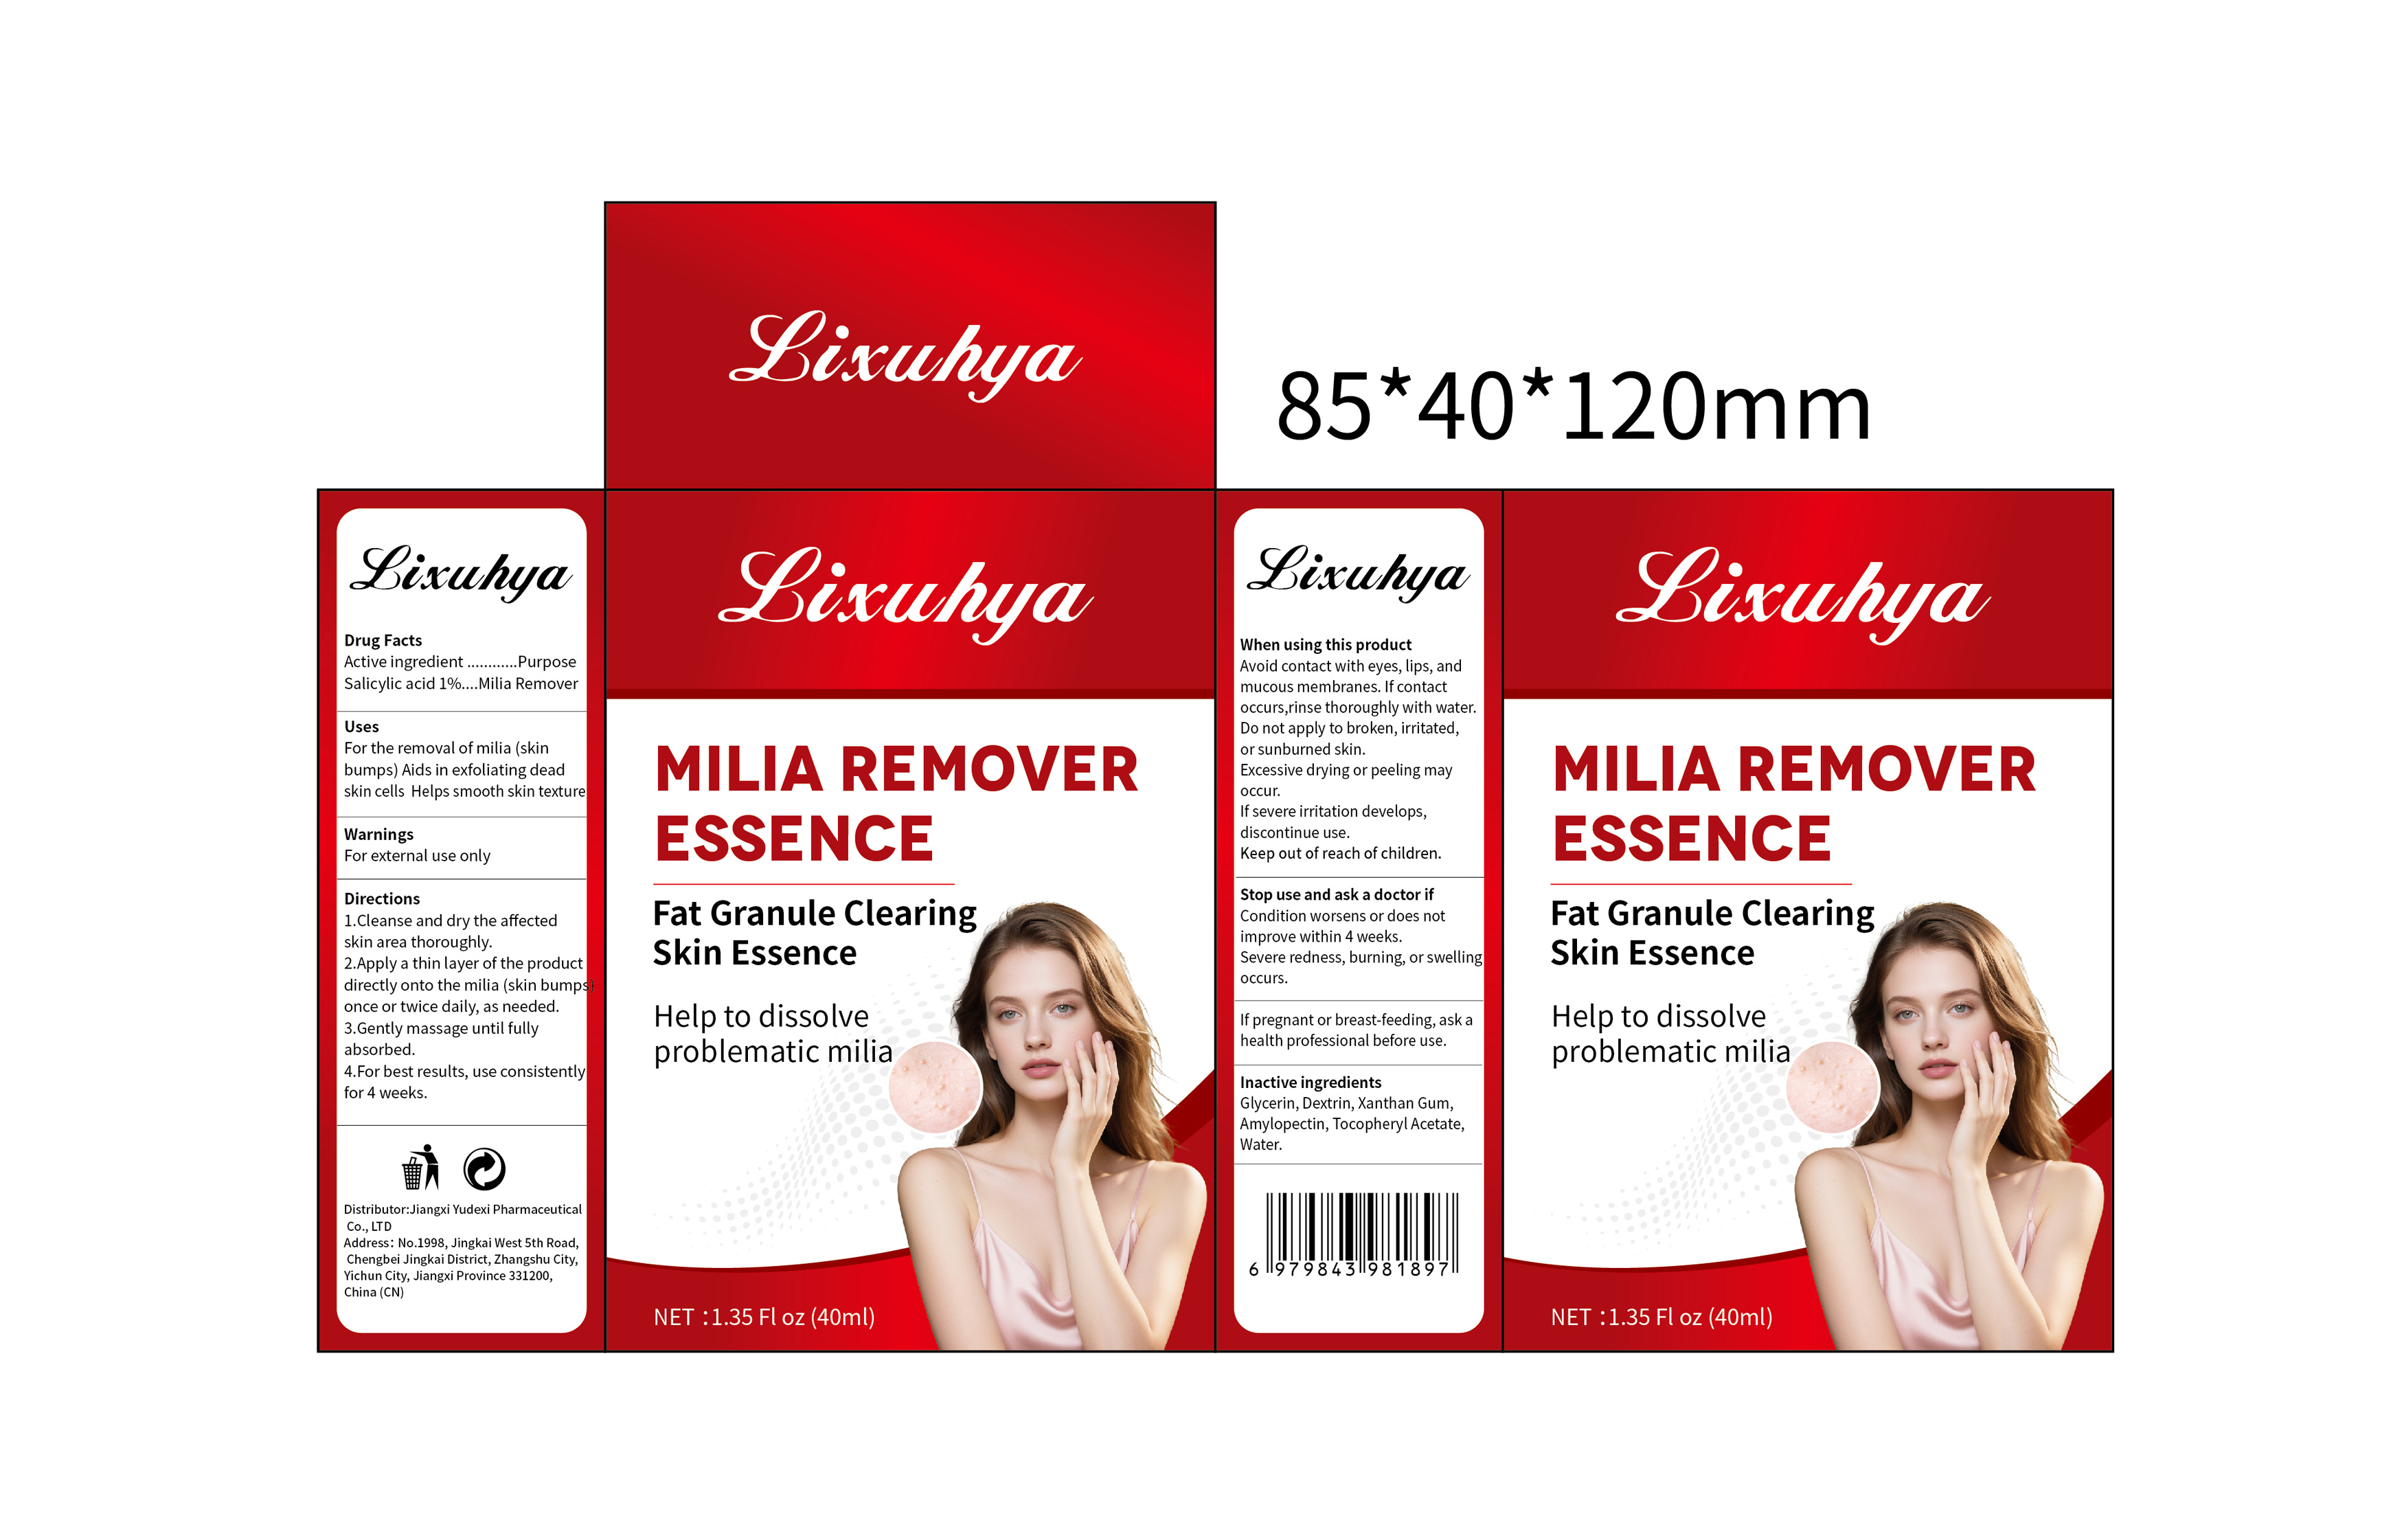 Lixuhya
85*40*120mm
Lixuhya
Drug Facts
Active ingredient ............Purpose
Salicylic acid 1%....Milia Remover
Uses
For the removal of milia (skin
bumps) Aids in exfoliating dead
skin cells Helps smooth skin texture
Warnings
For external use only
Directions
1.Cleanse and dry the affected
skin area thoroughly.
2.Apply a thin layer of the product
directly onto the milia (skin bumps)
once or twice daily, as needed.
3.Gently massage until fully
absorbed.
4.For best results, use consistently
for 4 weeks.
Distributor:Jiangxi Yudexi Pharmaceutical
Co., LTD
Address: No.1998, Jingkai West 5th Road,
Chengbei Jingkai District, Zhangshu City,
Yichun City, Jiangxi Province 331200,
China (CN)
Lixuhya
MILIA REMOVER
ESSENCE
Fat Granule Clearing
Skin Essence
Help to dissolve
problematic milia
NET :1.35 Fl oz (40ml)
Lixuhya
When using this product
Avoid contact with eyes, lips, and
mucous membranes. If contact
occurs,rinse thoroughly with water.
Do not apply to broken, irritated,
or sunburned skin.
Excessive drying or peeling may
occur.
If severe irritation develops,
discontinue use.
Keep out of reach of children.
Stop use and ask a doctor if
Condition worsens or does not
improve within 4 weeks.
Severe redness, burning, or swelling
occurs.
If pregnant or breast-feeding, ask a
health professional before use.
Inactive ingredients
Glycerin, Dextrin, Xanthan Gum,
Amylopectin, Tocopheryl Acetate,
Water.
6 979843 981897
Lixuhya
MILIA REMOVER
ESSENCE
Fat Granule Clearing
Skin Essence
Help to dissolve
problematic milia
NET :1.35 Fl oz (40ml)